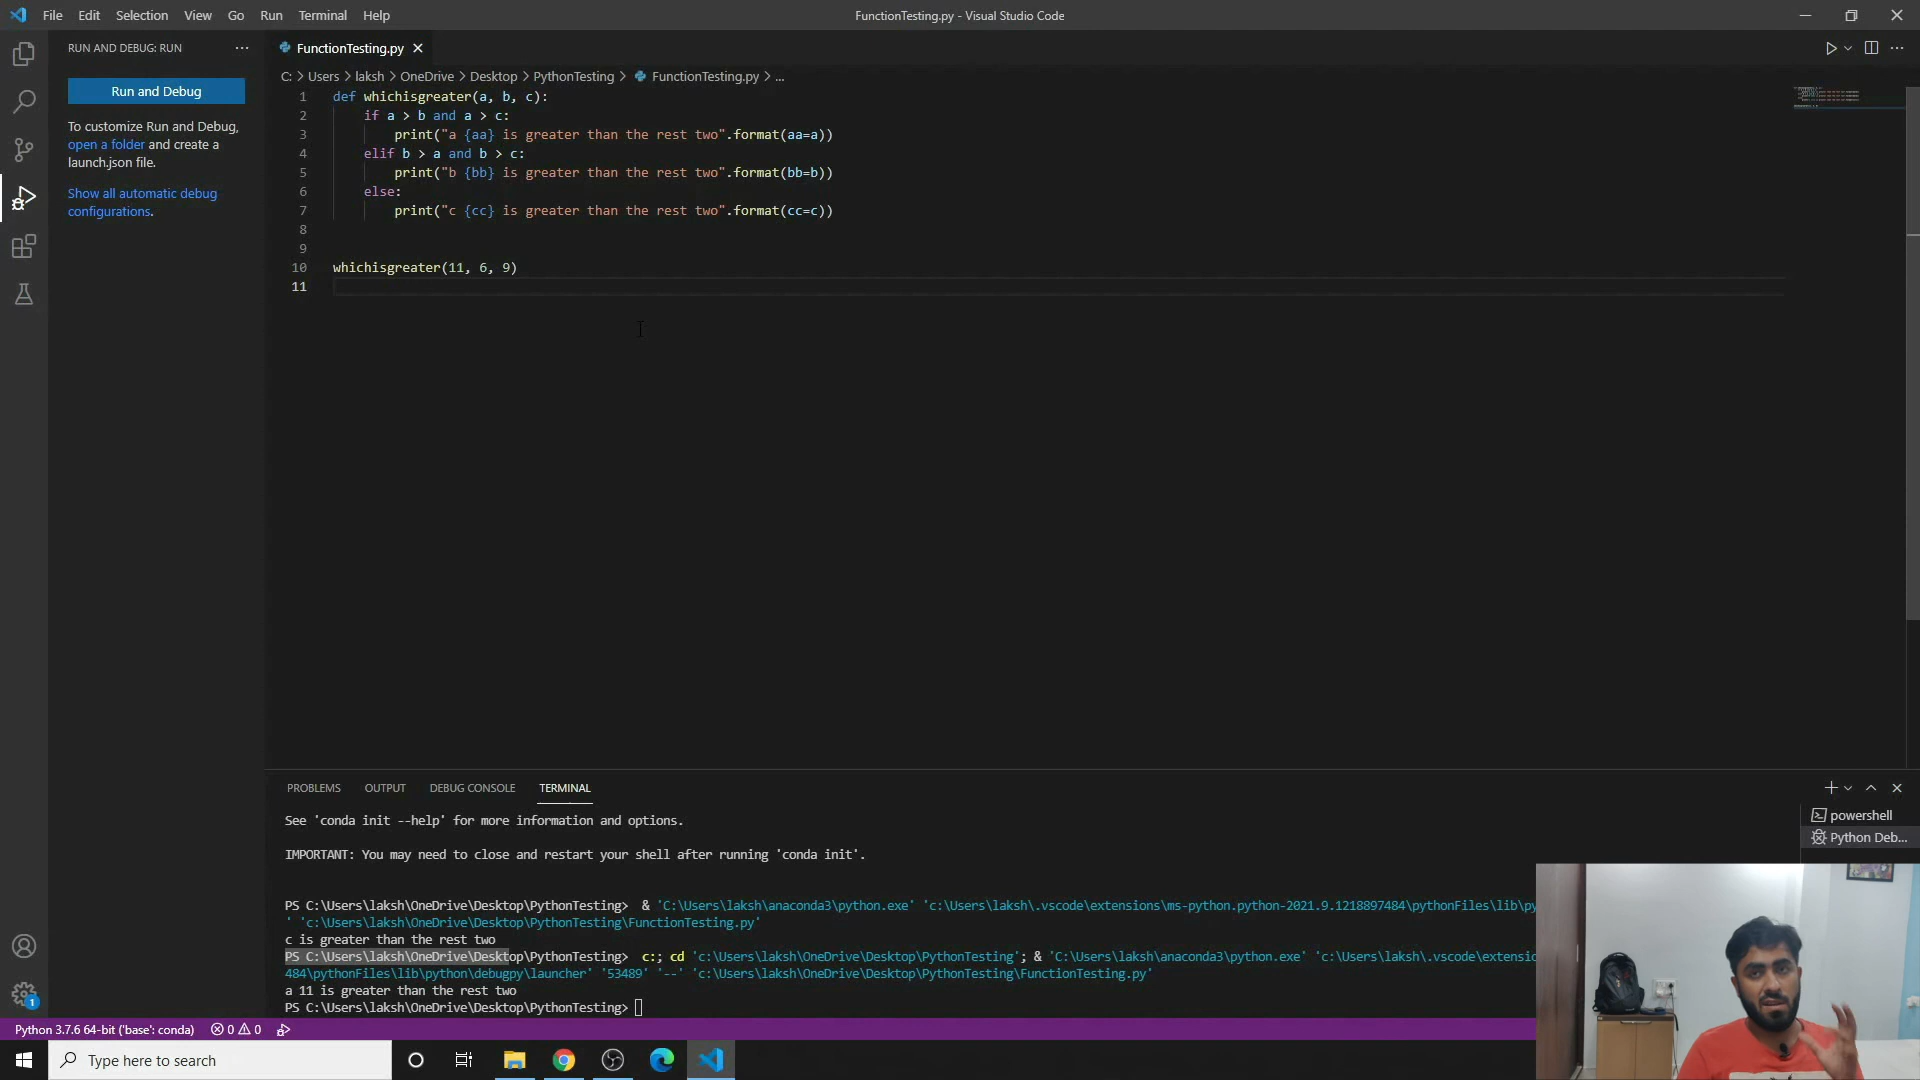 File Edit Selection View Go Run Terminal Help
FunctionTesting.py - Visual Studio Code
RUN AND DEBUG: RUN
Run and Debug
To customize Run and Debug,
open a folder and create a
launch.json file.
Show all automatic debug
configurations.
FunctionTesting.py
C: > Users > laksh > OneDrive > Desktop > PythonTesting > FunctionTesting.py > ...
1 def whichisgreater(a, b, c):
2 if a > b and a > c:
3 print("a {aa} is greater than the rest two".format(aa=a))
4 elif b > a and b > c:
5 print("b {bb} is greater than the rest two".format(bb=b))
6 else:
7 print("c {cc} is greater than the rest two".format(cc=c))
8
9
10 whichisgreater(11, 6, 9)
11
PROBLEMS OUTPUT DEBUG CONSOLE TERMINAL
powershell
Python Deb...
See 'conda init --help' for more information and options.
IMPORTANT: You may need to close and restart your shell after running 'conda init'.
PS C:\Users\laksh\OneDrive\Desktop\PythonTesting> & 'C:\Users\laksh\anaconda3\python.exe' 'c:\Users\laksh\.vscode\extensions\ms-python.python-2021.9.1218897484\pythonFiles\lib\py
' 'c:\Users\laksh\OneDrive\Desktop\PythonTesting\FunctionTesting.py'
c is greater than the rest two
PS C:\Users\laksh\OneDrive\Desktop\PythonTesting> c:; cd 'c:\Users\laksh\OneDrive\Desktop\PythonTesting'; & 'C:\Users\laksh\anaconda3\python.exe' 'c:\Users\laksh\.vscode\extensio
484\pythonFiles\lib\python\debugpy\launcher' '53489' '--' 'c:\Users\laksh\OneDrive\Desktop\PythonTesting\FunctionTesting.py'
a 11 is greater than the rest two
PS C:\Users\laksh\OneDrive\Desktop\PythonTesting>
1
Python 3.7.6 64-bit ('base': conda) 0 0
Type here to search